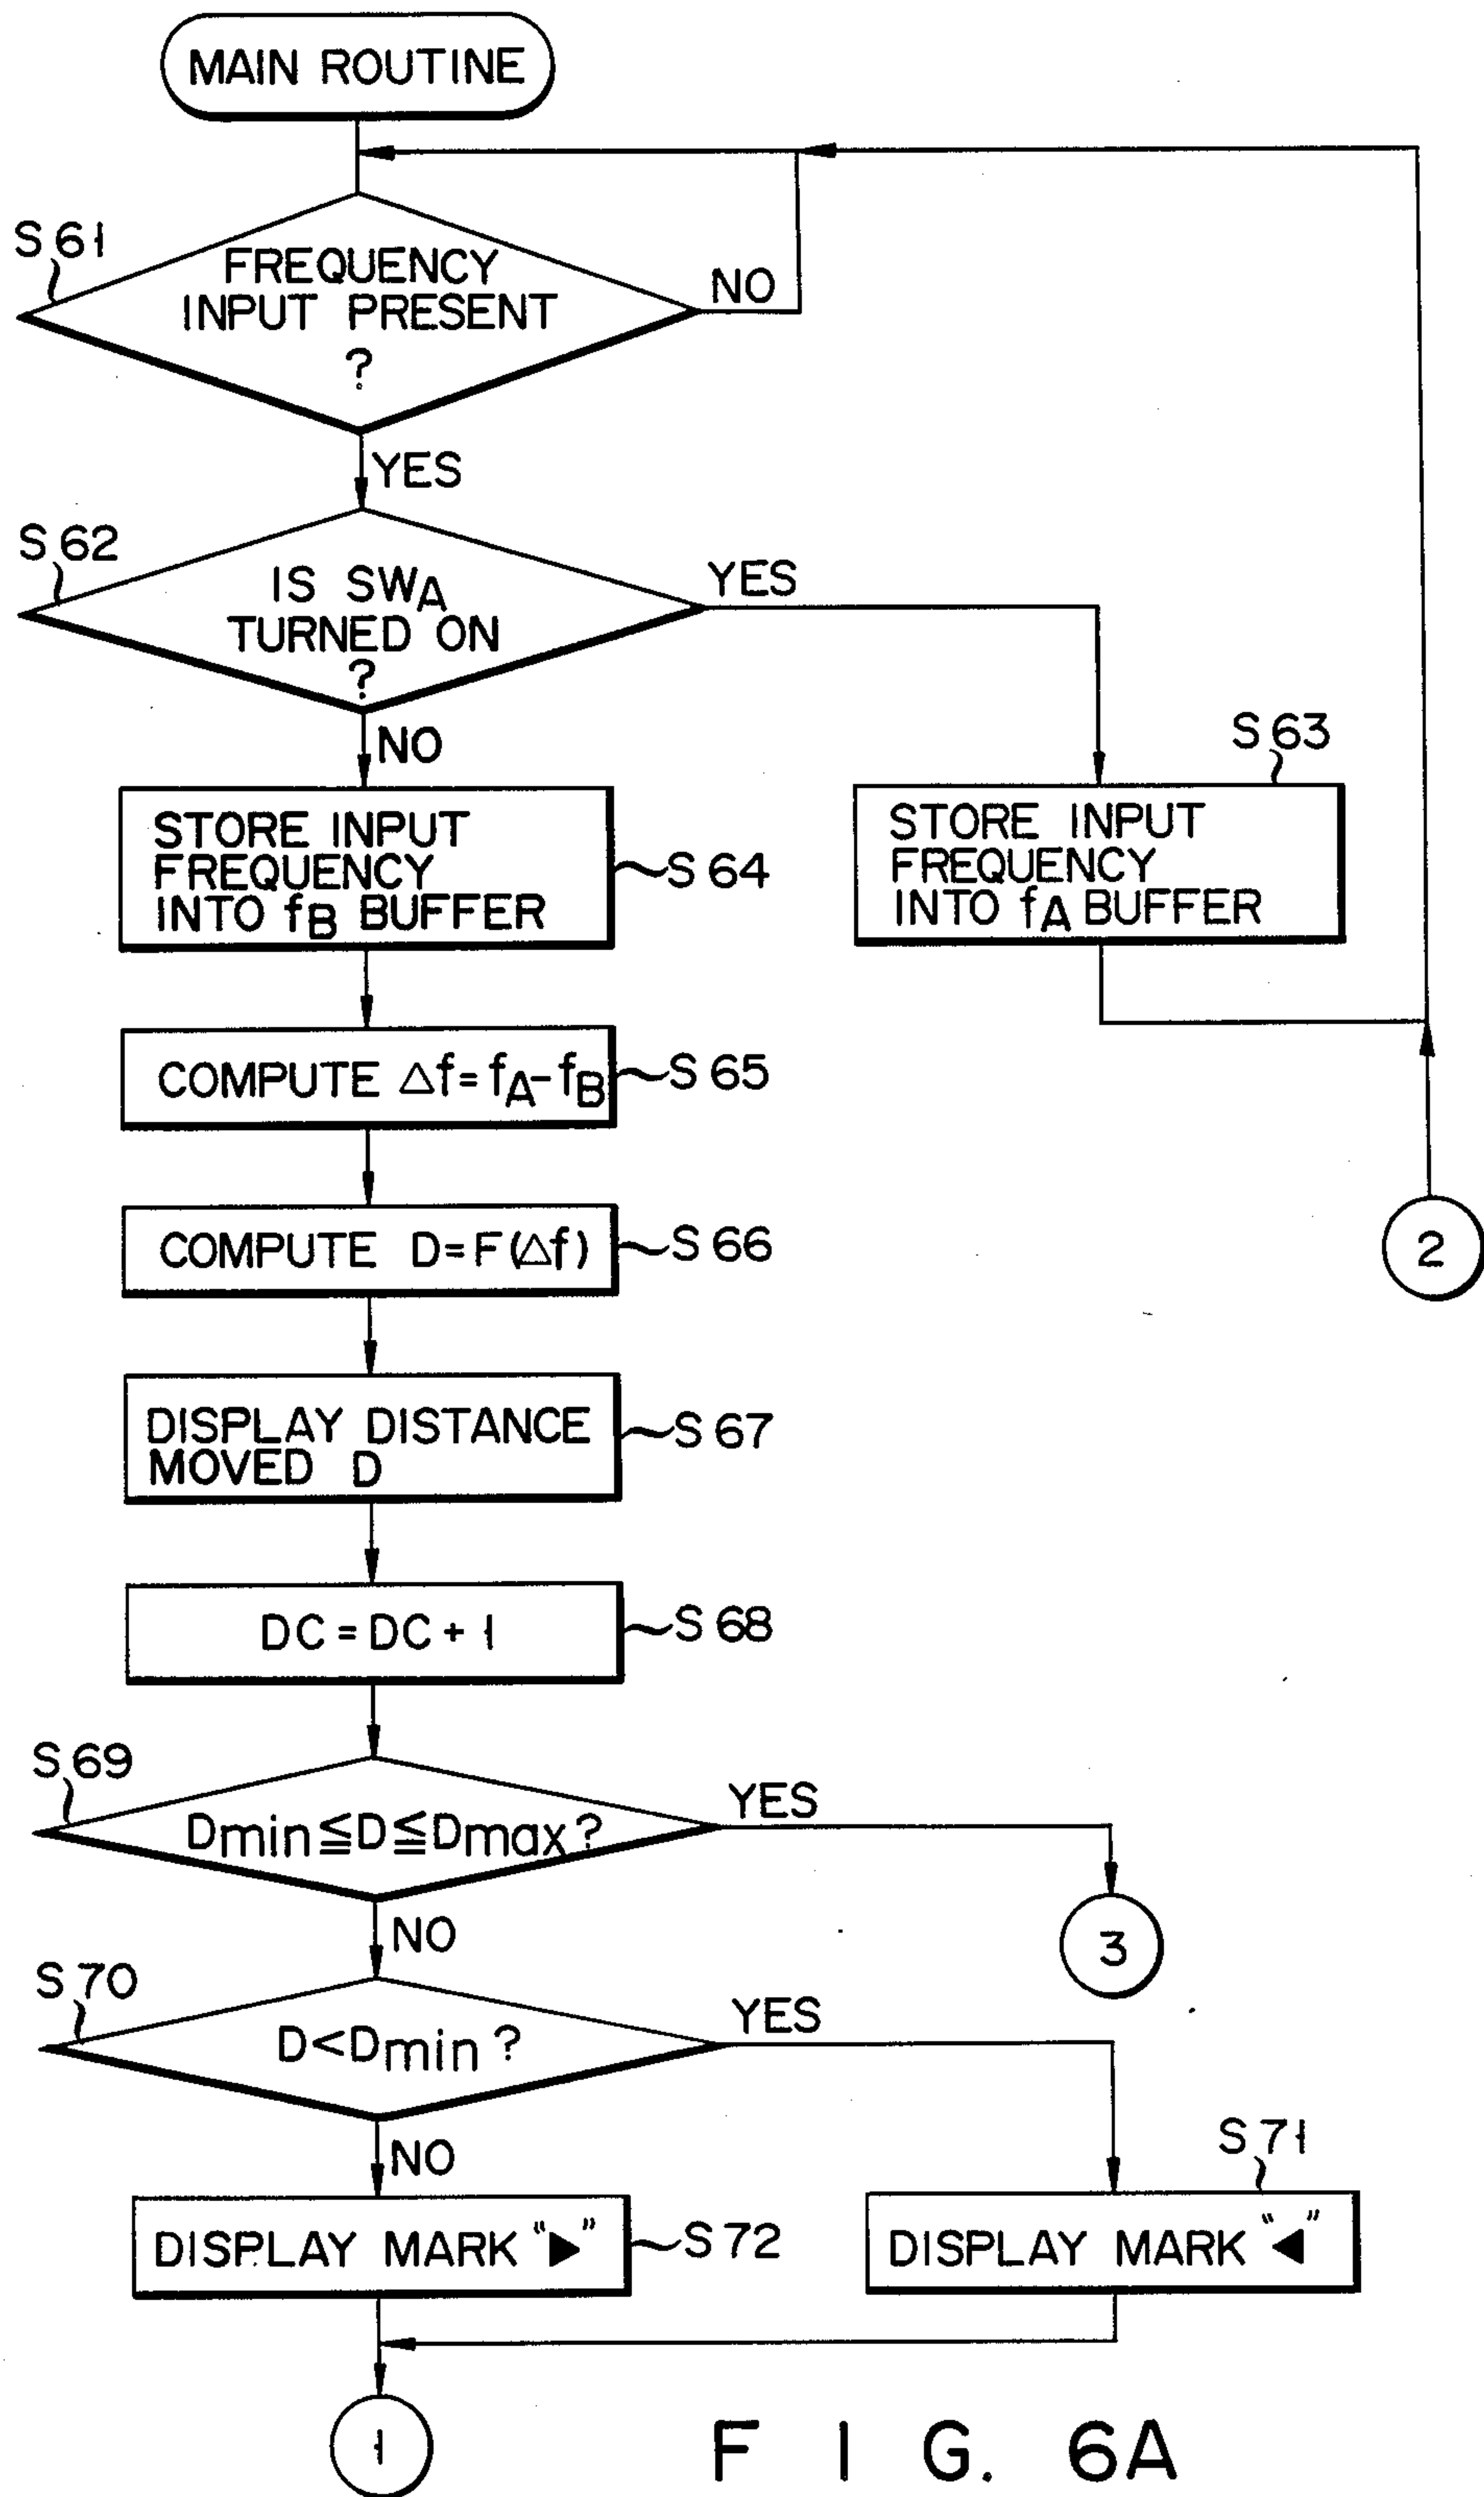 MAIN ROUTINE
S61
FREQUENCY
INPUT PRESENT
?
NO
YES
S62
IS SWA
TURNED ON
?
YES
NO
S63
STORE INPUT
FREQUENCY
INTO fA BUFFER
STORE INPUT
FREQUENCY
INTO fB BUFFER
S64
COMPUTE Δf=fA-fB
S65
COMPUTE D=F(Δf)
S66
2
DISPLAY DISTANCE
MOVED D
S67
DC=DC+1
S68
S69
Dmin≦D≦Dmax?
YES
3
NO
S70
D<Dmin?
YES
NO
S71
DISPLAY MARK "▶"
S72
DISPLAY MARK "◀"
1
FIG. 6A